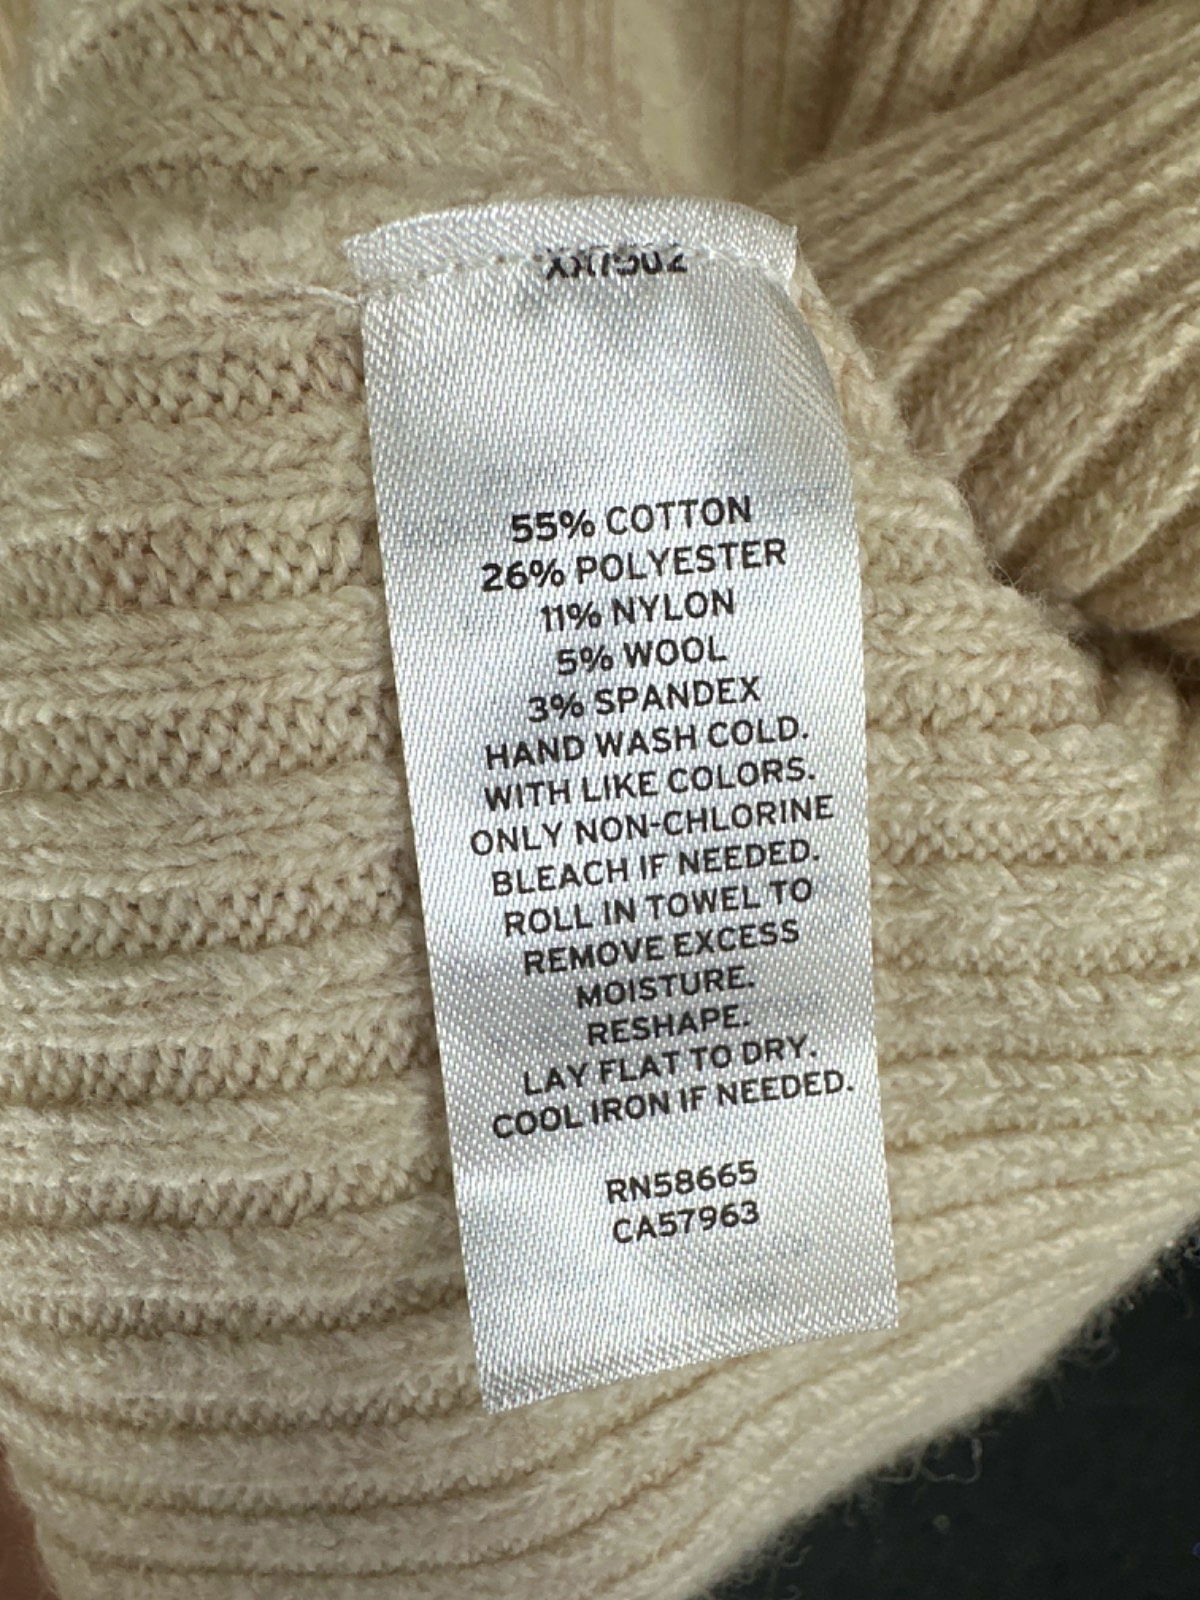 55% COTTON
26% POLYESTER
11% NYLON
5% WOOL
3% SPANDEX
HAND WASH COLD.
WITH LIKE COLORS.
ONLY NON-CHLORINE
BLEACH IF NEEDED.
ROLL IN TOWEL TO
REMOVE EXCESS
MOISTURE.
RESHAPE.
LAY FLAT TO DRY.
COOL IRON IF NEEDED.
RN58665
CA57963